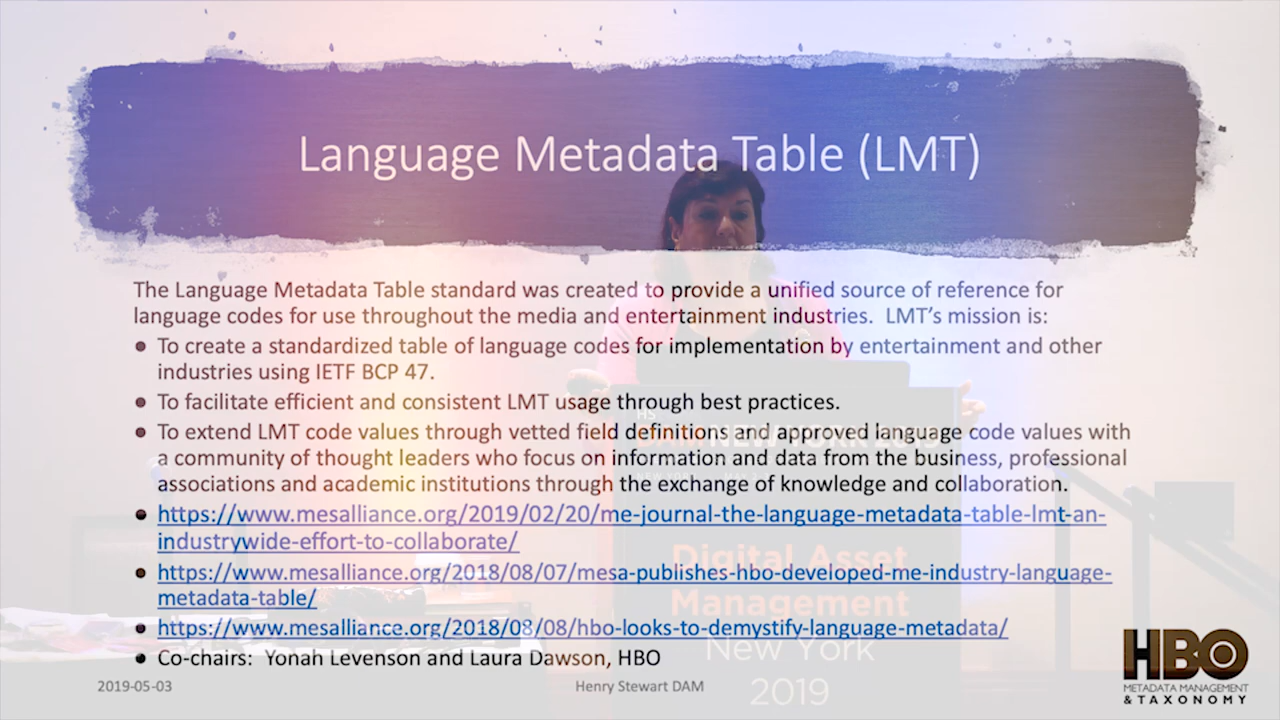 Language Metadata Table (LMT)
The Language Metadata Table standard was created to provide a unified source of reference for
language codes for use throughout the media and entertainment industries.  LMT's mission is:
● To create a standardized table of language codes for implementation by entertainment and other
industries using IETF BCP 47.
● To facilitate efficient and consistent LMT usage through best practices.
● To extend LMT code values through vetted field definitions and approved language code values with
a community of thought leaders who focus on information and data from the business, professional
associations and academic institutions through the exchange of knowledge and collaboration.
● https://www.mesalliance.org/2019/02/20/me-journal-the-language-metadata-table-lmt-an-
industrywide-effort-to-collaborate/
● https://www.mesalliance.org/2018/08/07/mesa-publishes-hbo-developed-me-industry-language-
metadata-table/
● https://www.mesalliance.org/2018/08/08/hbo-looks-to-demystify-language-metadata/
● Co-chairs:  Yonah Levenson and Laura Dawson, HBO
2019-05-03
Henry Stewart DAM
HBO
METADATA MANAGEMENT
& TAXONOMY
HS
Digital Asset
Management
New York
2019